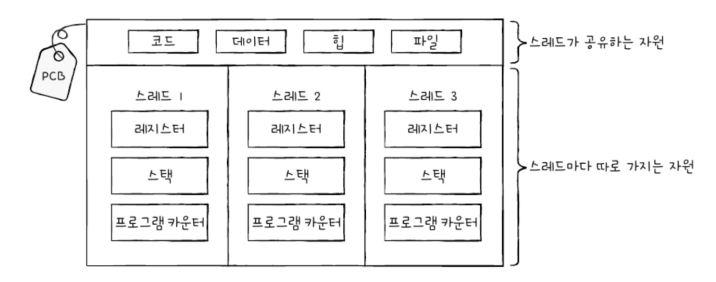 코드 데이터 힙 파일
스레드가 공유하는 자원
PCB
스레드 1 스레드 2 스레드 3
레지스터 레지스터 레지스터
스택 스택 스택
스레드마다 따로 가지는 자원
프로그램 카운터 프로그램 카운터 프로그램 카운터